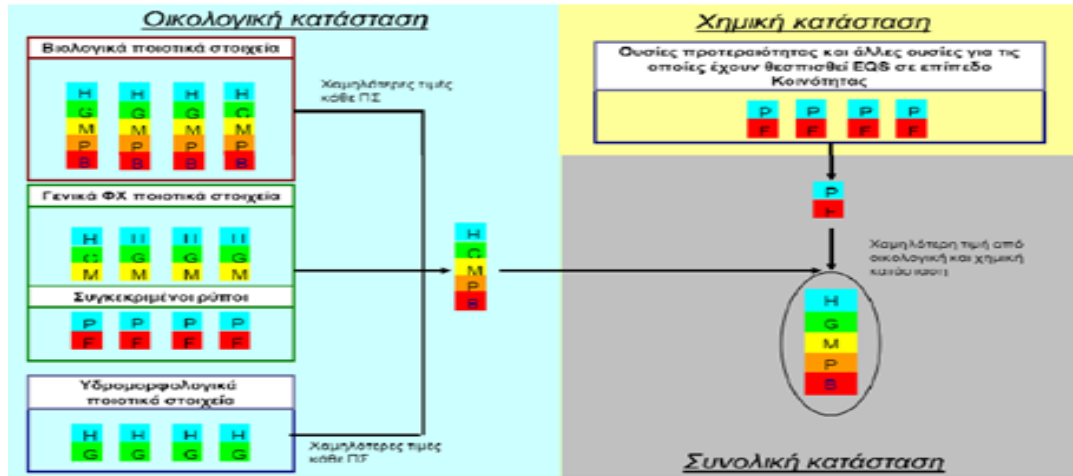 Οικολογική κατάσταση
Βιολογικά ποιοτικά στοιχεία
H H H H
G G G C
M M M M
P P P P
B B B B
Χαμηλότερες τιμές
κάθε ΠΣ
Γενικά ΦΧ ποιοτικά στοιχεία
H H H H
C G G G
M M M M
Συγκεκριμένοι ρύποι
P P P P
F F F F
Υδρομορφολογικά
ποιοτικά στοιχεία
H H H H
G G G G
Χαμηλότερες τιμές
κάθε ΠΣ
H
C
M
P
B
Χημική κατάσταση
Ουσίες προτεραιότητας και άλλες ουσίες για τις
οποίες έχουν θεσπισθεί EQS σε επίπεδο
Κοινότητας
P P P P
F F F F
P
F
Χαμηλότερη τιμή από
οικολογική και χημική
κατάσταση
H
G
M
P
B
Συνολική κατάσταση